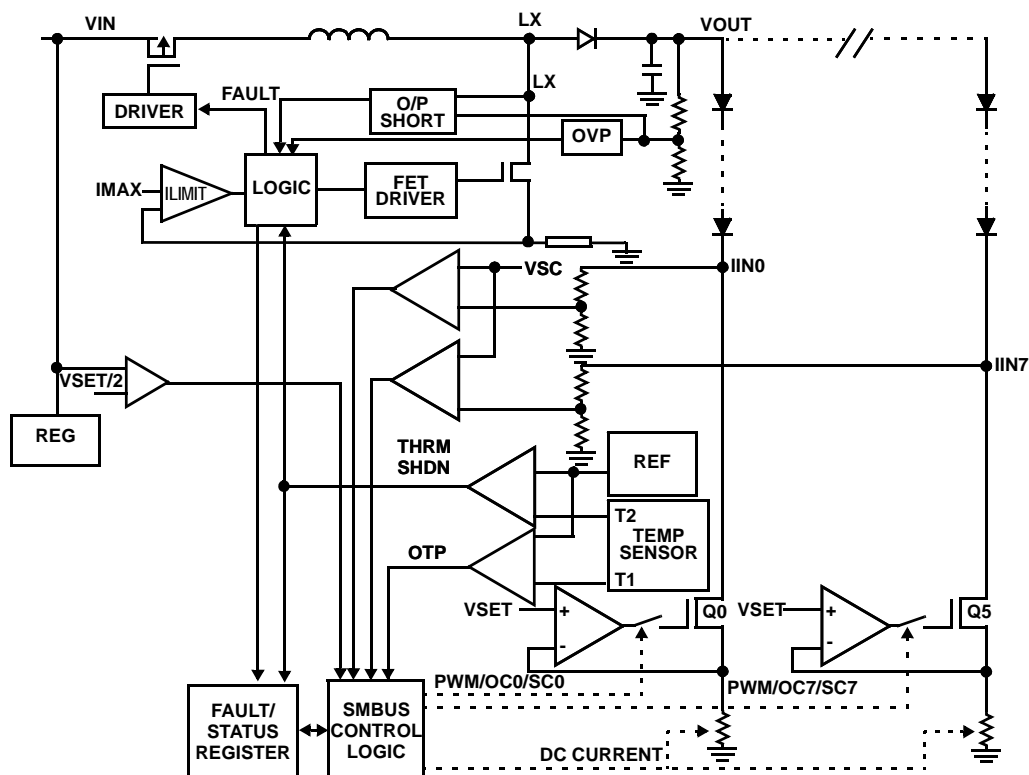 VIN
LX
VOUT
LX
FAULT
O/P
SHORT
DRIVER
OVP
IMAX
ILIMIT
LOGIC
FET
DRIVER
VSC
IIN0
IIN7
VSET/2
REG
THRM
SHDN
REF
T2
TEMP
SENSOR
OTP
T1
VSET
+
-
Q0
VSET
+
-
Q5
PWM/OC0/SC0
PWM/OC7/SC7
FAULT/
STATUS
REGISTER
SMBUS
CONTROL
LOGIC
DC CURRENT